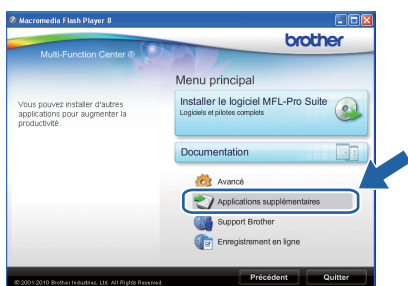 Macromedia Flash Player 8
brother
Multi-Function Center ®
Menu principal
Vous pouvez installer d'autres
applications pour augmenter la
productivité.
Installer le logiciel MFL-Pro Suite
Logiciels et pilotes complets
Documentation
Avancé
Applications supplémentaires
Support Brother
Enregistrement en ligne
Précédent
Quitter
© 2001-2010 Brother Industries, Ltd. All Rights Reserved.